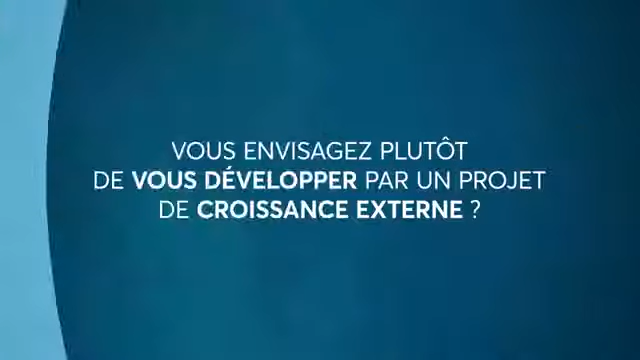 VOUS ENVISAGEZ PLUTÔT
DE VOUS DÉVELOPPER PAR UN PROJET
DE CROISSANCE EXTERNE ?